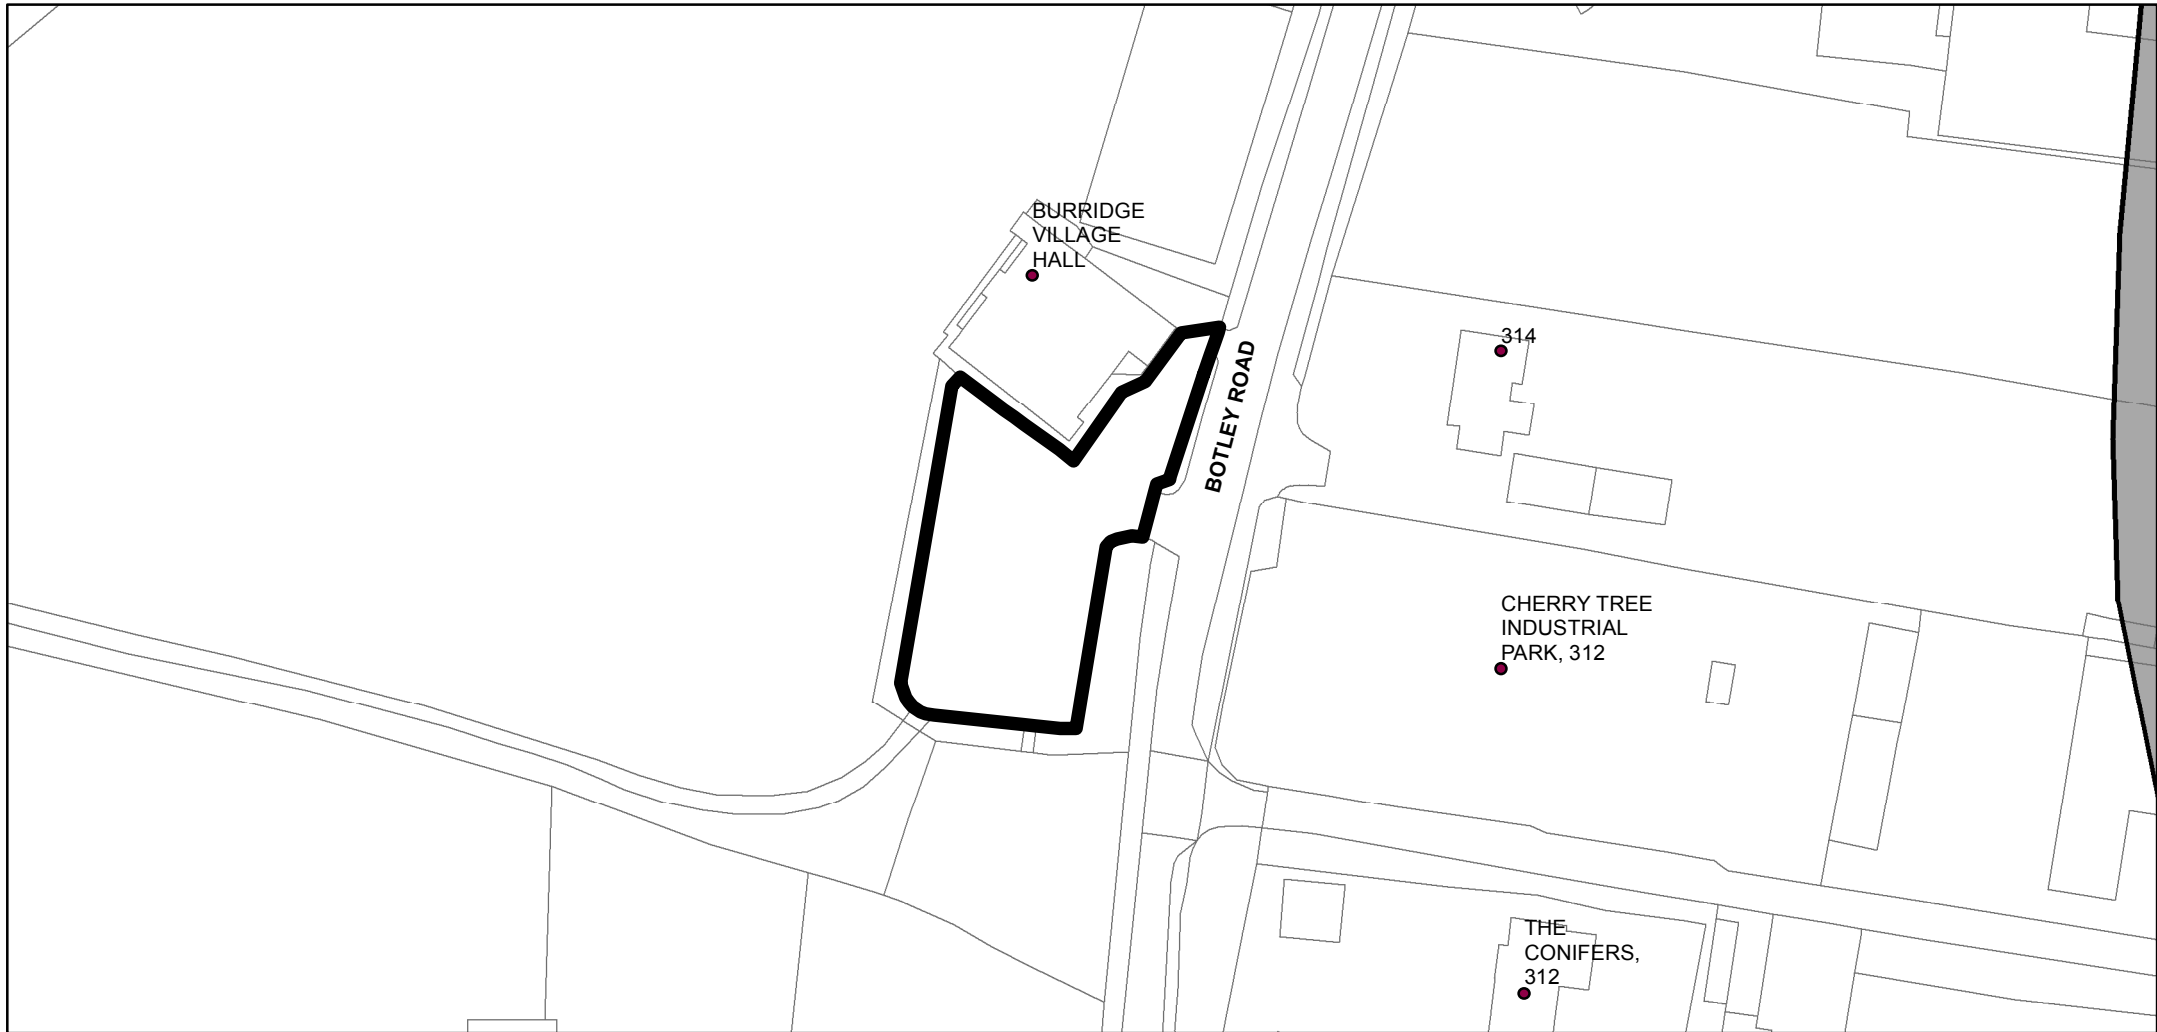 BURRIDGE
VILLAGE
HALL
314
BOTLEY ROAD
CHERRY TREE
INDUSTRIAL
PARK, 312
THE
CONIFERS,
312